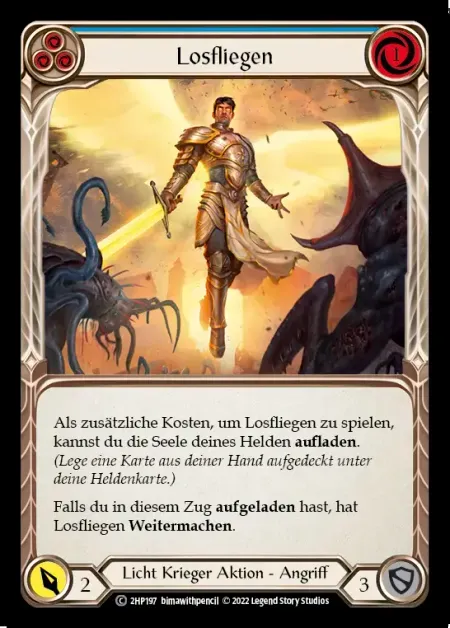 Losfliegen
1
Als zusätzliche Kosten, um Losfliegen zu spielen,
kannst du die Seele deines Helden aufladen.
(Lege eine Karte aus deiner Hand aufgedeckt unter
deine Heldenkarte.)
Falls du in diesem Zug aufgeladen hast, hat
Losfliegen Weitermachen.
2
Licht Krieger Aktion - Angriff
3
C 2HP197 bimawithpencil © 2022 Legend Story Studios